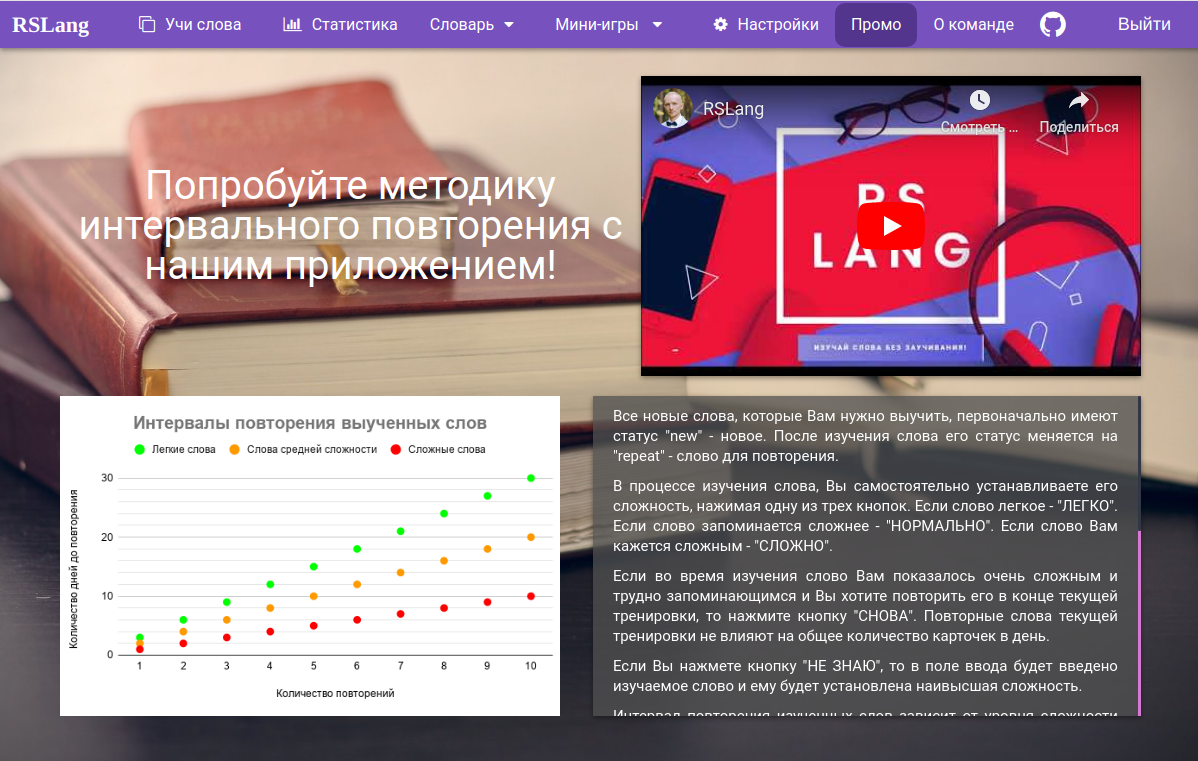 RSLang Учи слова Статистика Словарь Мини-игры Настройки Промо О команде Выйти
Попробуйте методику
интервального повторения с
нашим приложением!
RSLang
Смотреть ...
Поделиться
RS
LANG
ИЗУЧАЙ СЛОВА БЕЗ ЗАУЧИВАНИЯ!
Интервалы повторения выученных слов
Легкие слова Слова средней сложности Сложные слова
Количество дней до повторения
30
20
10
0
1 2 3 4 5 6 7 8 9 10
Количество повторений
Все новые слова, которые Вам нужно выучить, первоначально имеют
статус "new" - новое. После изучения слова его статус меняется на
"repeat" - слово для повторения.
В процессе изучения слова, Вы самостоятельно устанавливаете его
сложность, нажимая одну из трех кнопок. Если слово легкое - "ЛЕГКО".
Если слово запоминается сложнее - "НОРМАЛЬНО". Если слово Вам
кажется сложным - "СЛОЖНО".
Если во время изучения слово Вам показалось очень сложным и
трудно запоминающимся и Вы хотите повторить его в конце текущей
тренировки, то нажмите кнопку "СНОВА". Повторные слова текущей
тренировки не влияют на общее количество карточек в день.
Если Вы нажмете кнопку "НЕ ЗНАЮ", то в поле ввода будет введено
изучаемое слово и ему будет установлена наивысшая сложность.
Интервал повторения изученных слов зависит от уровня сложности